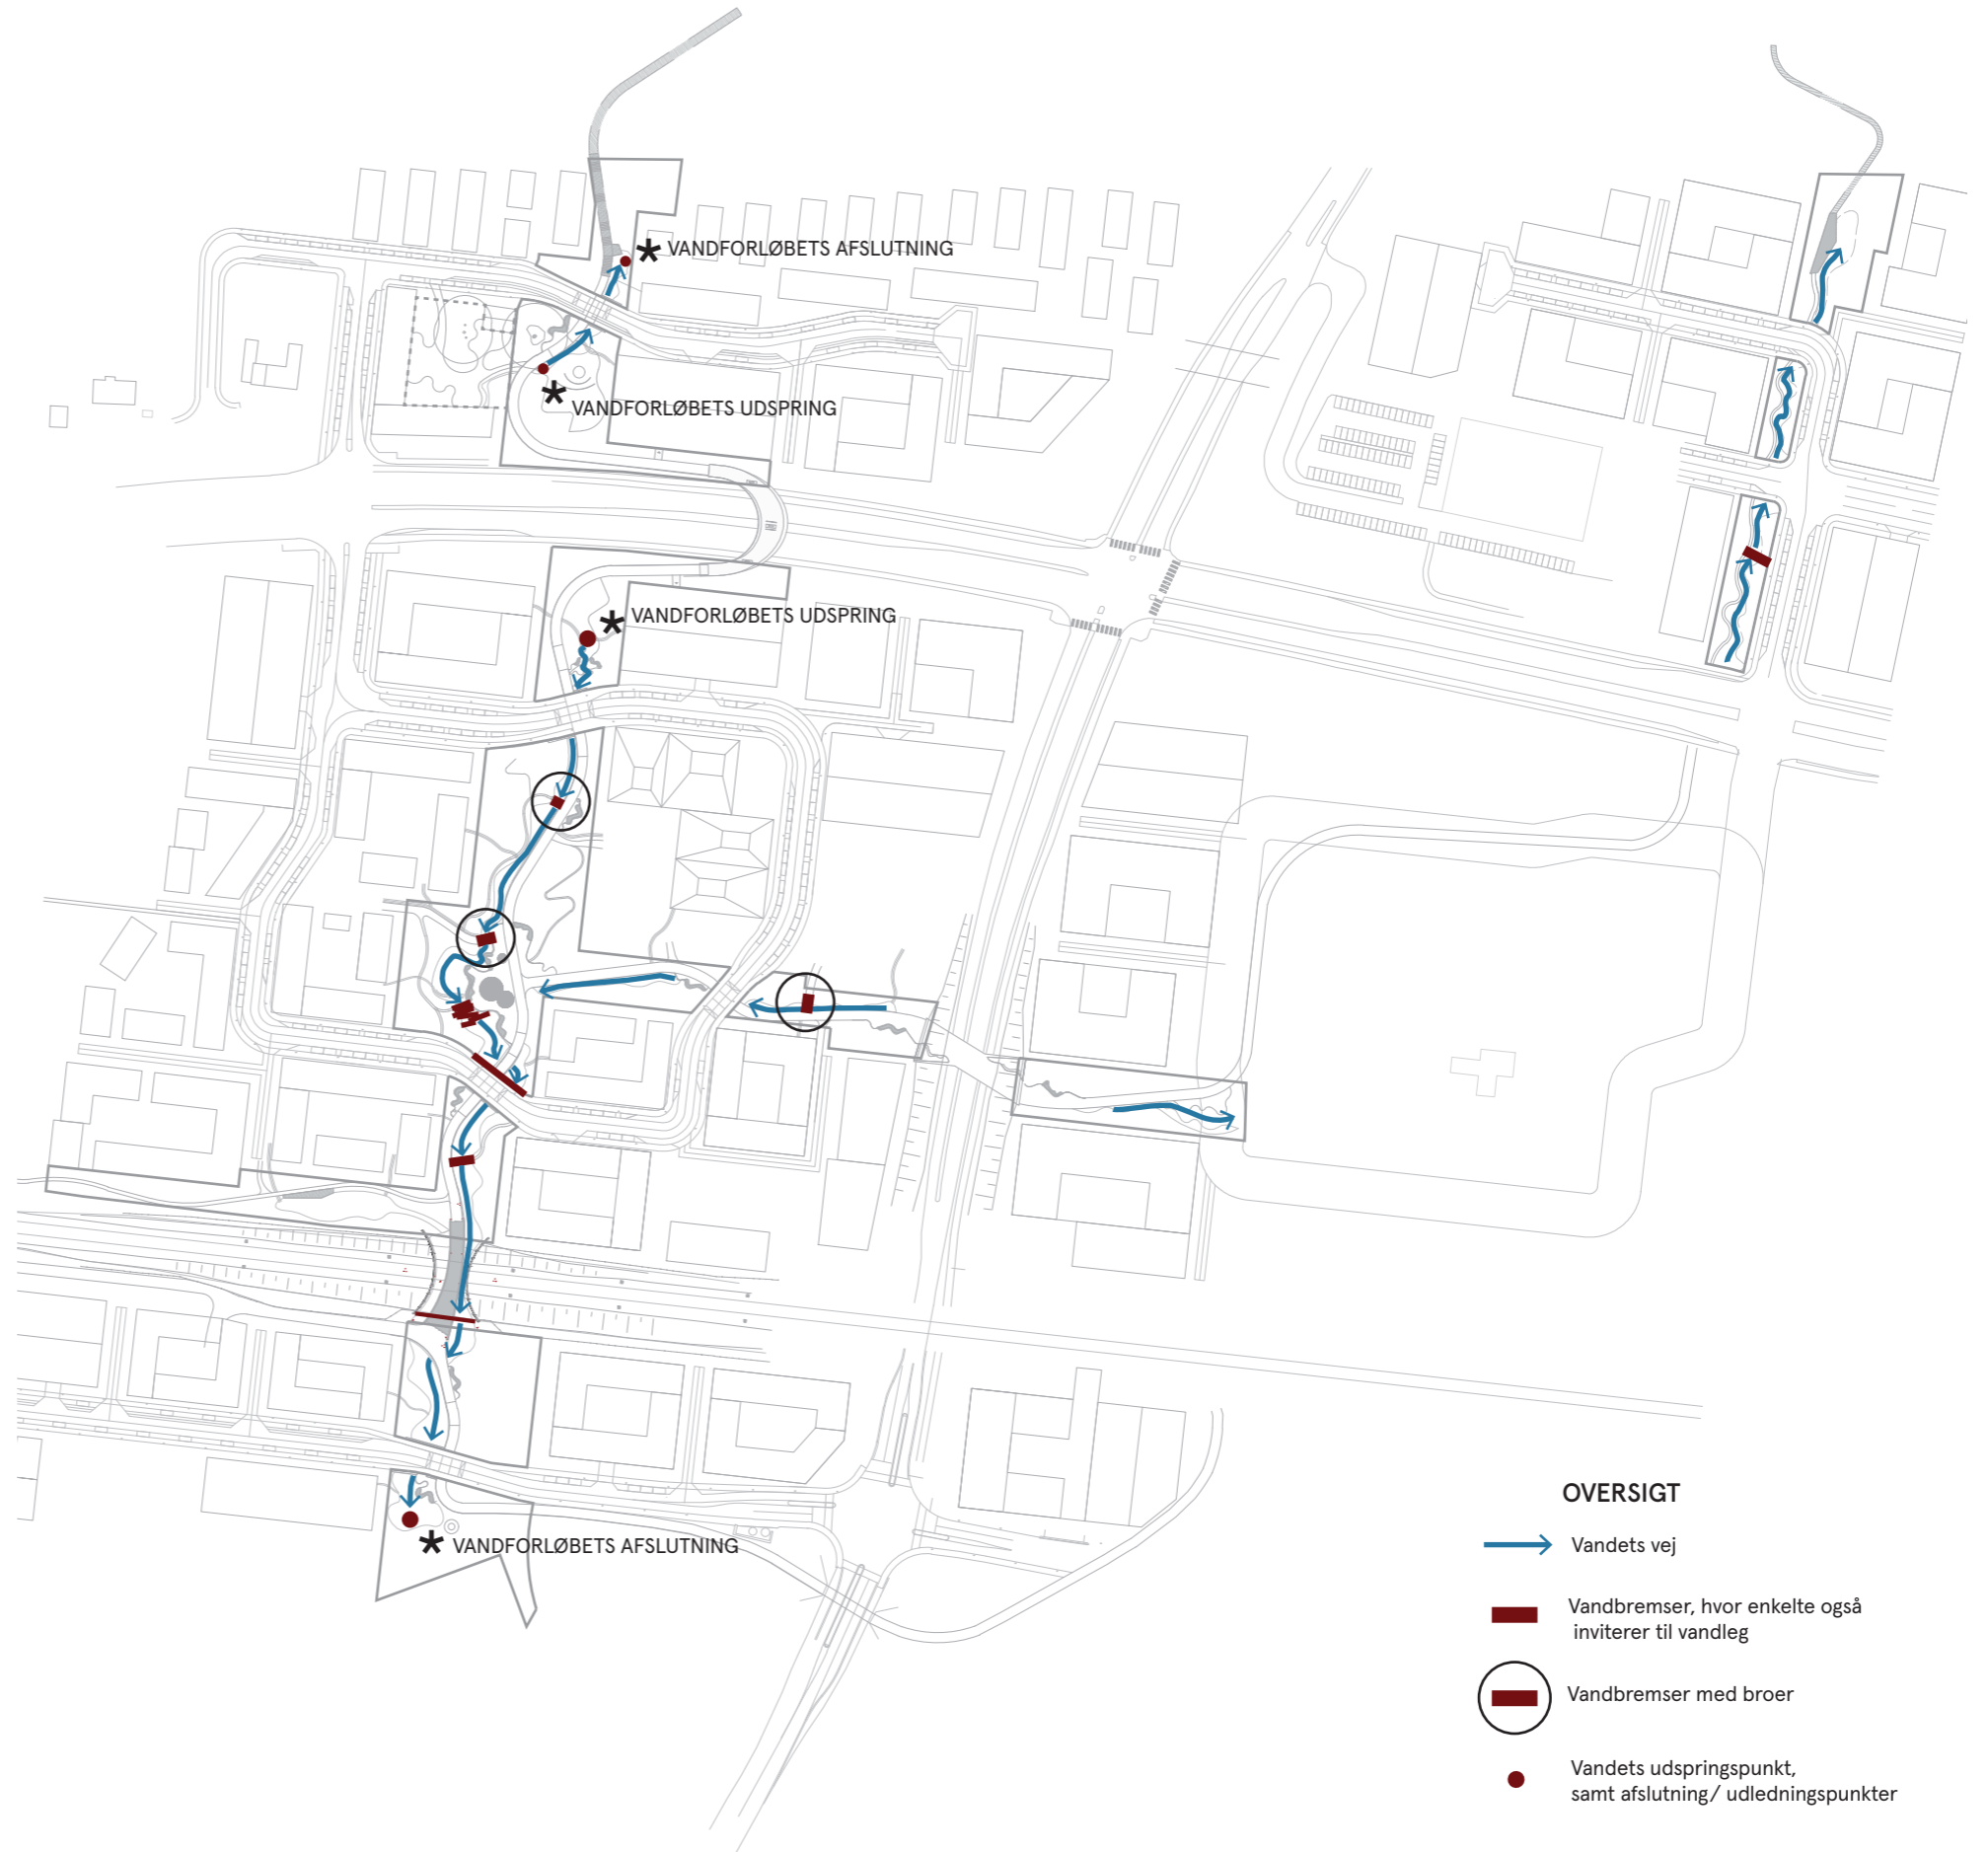 VANDFORLØBETS AFSLUTNING
VANDFORLØBETS UDSPRING
VANDFORLØBETS UDSPRING
VANDFORLØBETS AFSLUTNING
OVERSIGT
Vandets vej
Vandbremser, hvor enkelte også
inviterer til vandleg
Vandbremser med broer
Vandets udspringspunkt,
samt afslutning/ udledningspunkter